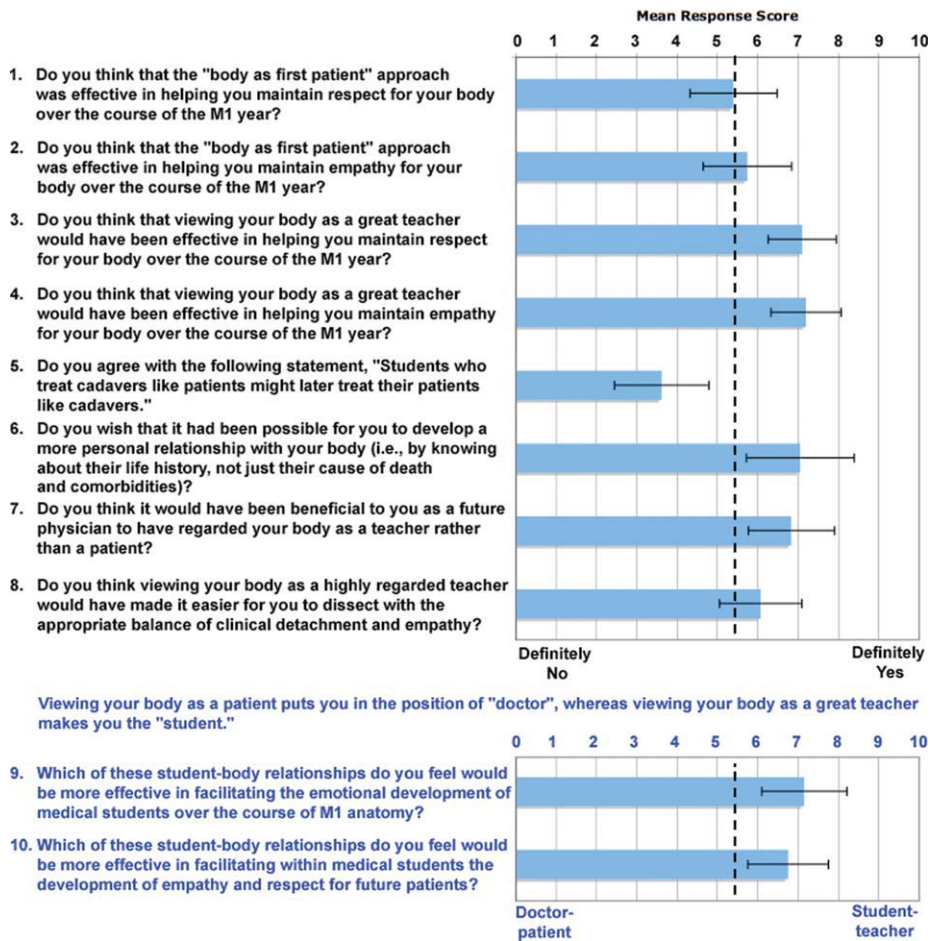 Mean Response Score
0 1 2 3 4 5 6 7 8 9 10
1. Do you think that the "body as first patient" approach
was effective in helping you maintain respect for your body
over the course of the M1 year?
2. Do you think that the "body as first patient" approach
was effective in helping you maintain empathy for your
body over the course of the M1 year?
3. Do you think that viewing your body as a great teacher
would have been effective in helping you maintain respect
for your body over the course of the M1 year?
4. Do you think that viewing your body as a great teacher
would have been effective in helping you maintain empathy
for your body over the course of the M1 year?
5. Do you agree with the following statement, "Students who
treat cadavers like patients might later treat their patients
like cadavers."
6. Do you wish that it had been possible for you to develop a
more personal relationship with your body (i.e., by knowing
about their life history, not just their cause of death
and comorbidities)?
7. Do you think it would have been beneficial to you as a future
physician to have regarded your body as a teacher rather
than a patient?
8. Do you think viewing your body as a highly regarded teacher
would have made it easier for you to dissect with the
appropriate balance of clinical detachment and empathy?
Definitely No
Definitely Yes
Viewing your body as a patient puts you in the position of "doctor", whereas viewing your body as a great teacher
makes you the "student."
0 1 2 3 4 5 6 7 8 9 10
9. Which of these student-body relationships do you feel would
be more effective in facilitating the emotional development of
medical students over the course of M1 anatomy?
10. Which of these student-body relationships do you feel would
be more effective in facilitating within medical students the
development of empathy and respect for future patients?
Doctor-
patient
Student-
teacher